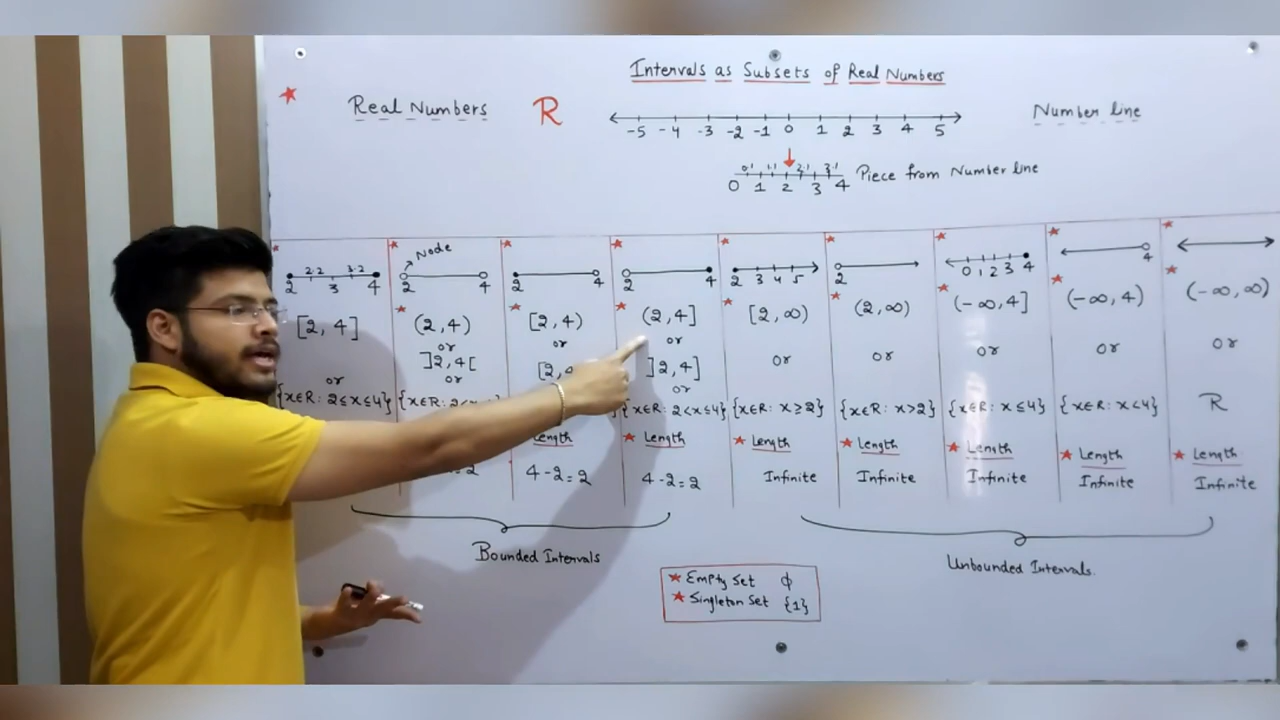 Intervals as Subsets of Real Numbers
Real Numbers R
-5 -4 -3 -2 -1 0 1 2 3 4 5
Number line
0 1 2 3 4
Piece from Number line
2.2 3.2
2 3 4
[2, 4]
or
{x∈R: 2≤x≤4}
Node
2 4
(2, 4)
or
]2, 4[
or
{x∈R: 2<x
=2
2 4
[2, 4)
or
[2,
Length
4-2=2
2 4
(2, 4]
or
]2, 4]
or
{x∈R: 2<x≤4}
Length
4-2=2
2 3 4 5
[2, ∞)
or
{x∈R: x≥2}
Length
Infinite
2
(2, ∞)
or
{x∈R: x>2}
Length
Infinite
0 1 2 3 4
(-∞, 4]
or
{x∈R: x≤4}
Length
Infinite
4
(-∞, 4)
or
{x∈R: x<4}
Length
Infinite
(-∞, ∞)
or
R
Length
Infinite
Bounded Intervals
Unbounded Intervals.
Empty Set ϕ
Singleton Set {1}